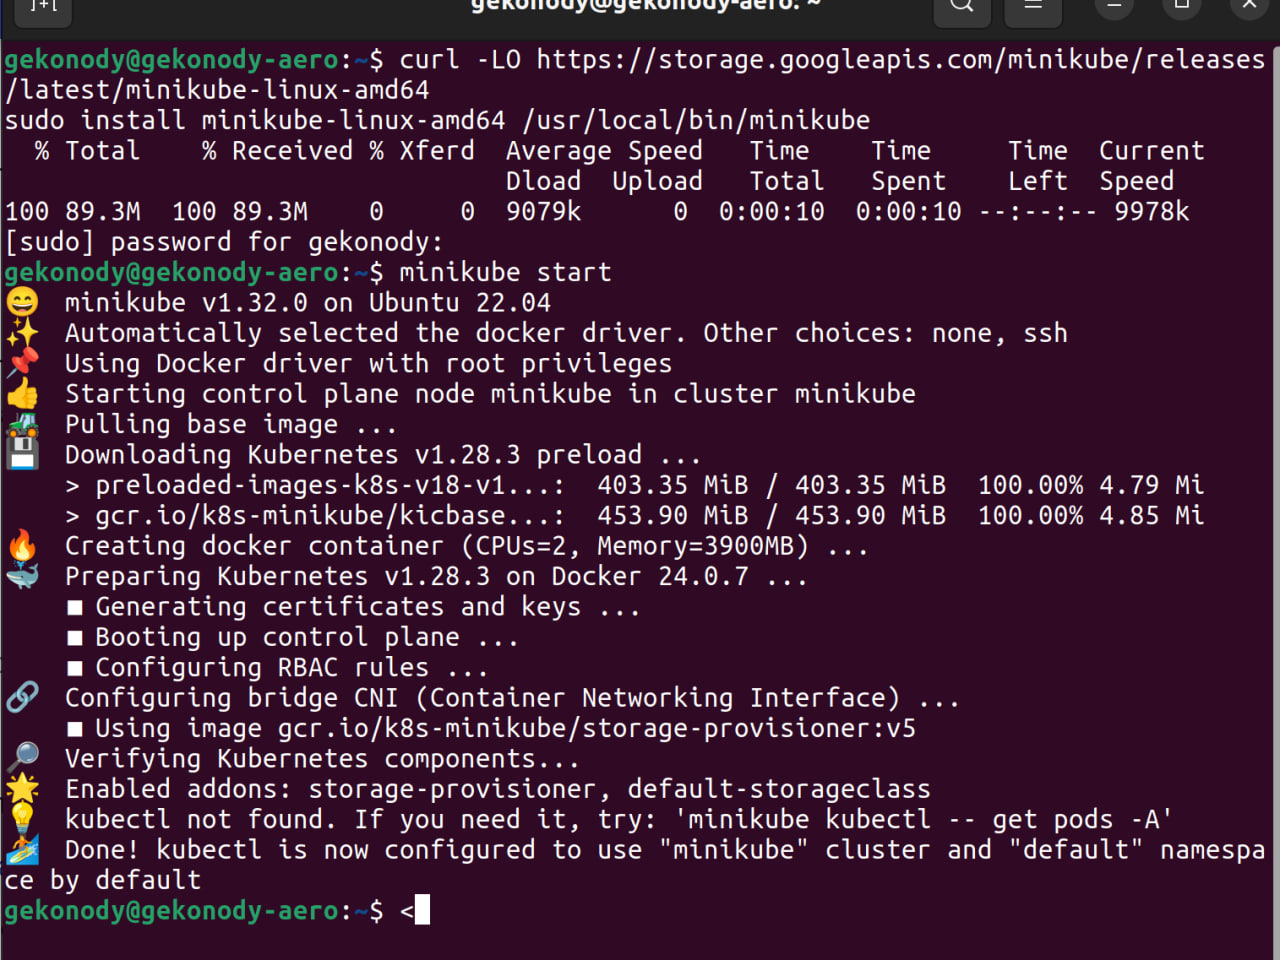 gekonody@gekonody-aero: ~
gekonody@gekonody-aero:~$ curl -LO https://storage.googleapis.com/minikube/releases
/latest/minikube-linux-amd64
sudo install minikube-linux-amd64 /usr/local/bin/minikube
  % Total    % Received % Xferd  Average Speed   Time    Time     Time  Current
                                 Dload  Upload   Total   Spent    Left  Speed
100 89.3M  100 89.3M    0     0  9079k      0  0:00:10  0:00:10 --:--:-- 9978k
[sudo] password for gekonody:
gekonody@gekonody-aero:~$ minikube start
😄  minikube v1.32.0 on Ubuntu 22.04
✨  Automatically selected the docker driver. Other choices: none, ssh
📌  Using Docker driver with root privileges
👍  Starting control plane node minikube in cluster minikube
🚜  Pulling base image ...
💾  Downloading Kubernetes v1.28.3 preload ...
    > preloaded-images-k8s-v18-v1...:  403.35 MiB / 403.35 MiB  100.00% 4.79 Mi
    > gcr.io/k8s-minikube/kicbase...:  453.90 MiB / 453.90 MiB  100.00% 4.85 Mi
🔥  Creating docker container (CPUs=2, Memory=3900MB) ...
🐳  Preparing Kubernetes v1.28.3 on Docker 24.0.7 ...
    ■ Generating certificates and keys ...
    ■ Booting up control plane ...
    ■ Configuring RBAC rules ...
🔗  Configuring bridge CNI (Container Networking Interface) ...
    ■ Using image gcr.io/k8s-minikube/storage-provisioner:v5
🔎  Verifying Kubernetes components...
🌟  Enabled addons: storage-provisioner, default-storageclass
💡  kubectl not found. If you need it, try: 'minikube kubectl -- get pods -A'
🏄  Done! kubectl is now configured to use "minikube" cluster and "default" namespa
ce by default
gekonody@gekonody-aero:~$ <